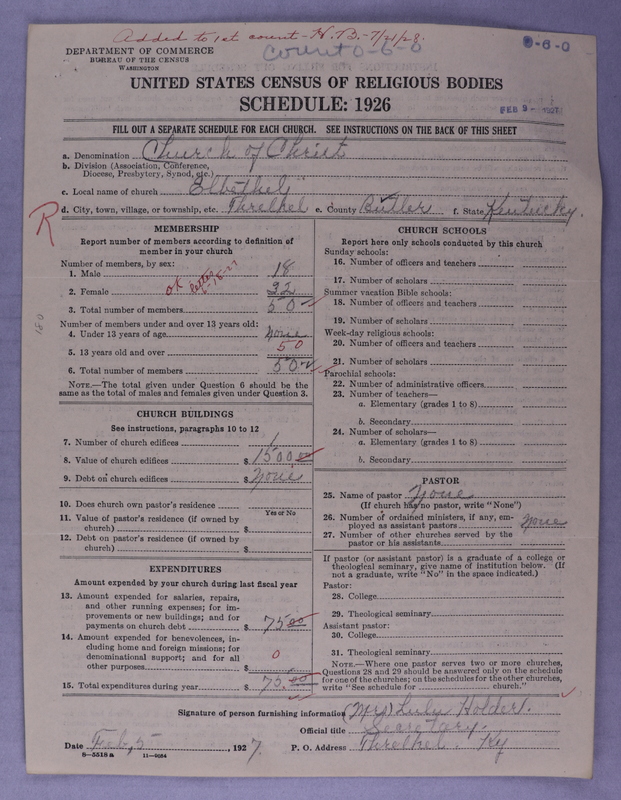 Added to 1st count - H.B. - 7/21/28.
DEPARTMENT OF COMMERCE
BUREAU OF THE CENSUS
WASHINGTON
Count 0-6-0
0-6-0
UNITED STATES CENSUS OF RELIGIOUS BODIES
SCHEDULE: 1926
FEB 9 - 1927
FILL OUT A SEPARATE SCHEDULE FOR EACH CHURCH. SEE INSTRUCTIONS ON THE BACK OF THIS SHEET
a. Denomination Church of Christ
b. Division (Association, Conference, Diocese, Presbytery, Synod, etc.)
c. Local name of church "Elbethel"
d. City, town, village, or township, etc. Threlkel e. County Butler f. State Kentucky.
R
MEMBERSHIP
Report number of members according to definition of
member in your church
Number of members, by sex:
1. Male 18
2. Female 32
OK letter
3. Total number of members 50
180
Number of members under and over 13 years old:
4. Under 13 years of age None
5. 13 years old and over 50
6. Total number of members 50
NOTE.—The total given under Question 6 should be the
same as the total of males and females given under Question 3.
CHURCH BUILDINGS
See instructions, paragraphs 10 to 12
7. Number of church edifices 1
8. Value of church edifices $ 1500.00
9. Debt on church edifices $ None
10. Does church own pastor's residence
Yes or No
11. Value of pastor's residence (if owned by
church) $
12. Debt on pastor's residence (if owned by
church) $
EXPENDITURES
Amount expended by your church during last fiscal year
13. Amount expended for salaries, repairs,
and other running expenses; for im-
provements or new buildings; and for
payments on church debt $ 75.00
14. Amount expended for benevolences, in-
cluding home and foreign missions; for
denominational support; and for all
other purposes $ 0
15. Total expenditures during year $ 75.00
CHURCH SCHOOLS
Report here only schools conducted by this church
Sunday schools:
16. Number of officers and teachers
17. Number of scholars
Summer vacation Bible schools:
18. Number of officers and teachers
19. Number of scholars
Week-day religious schools:
20. Number of officers and teachers
21. Number of scholars
Parochial schools:
22. Number of administrative officers
23. Number of teachers—
a. Elementary (grades 1 to 8)
b. Secondary
24. Number of scholars—
a. Elementary (grades 1 to 8)
b. Secondary
PASTOR
25. Name of pastor None
(If church has no pastor, write "None")
26. Number of ordained ministers, if any, em-
ployed as assistant pastors None
27. Number of other churches served by the
pastor or his assistants
If pastor (or assistant pastor) is a graduate of a college or
theological seminary, give name of institution below. (If
not a graduate, write "No" in the space indicated.)
Pastor:
28. College
29. Theological seminary
Assistant pastor:
30. College
31. Theological seminary
NOTE.—Where one pastor serves two or more churches,
Questions 28 and 29 should be answered only on the schedule
for one of the churches; on the schedules for the other churches,
write "See schedule for church."
Signature of person furnishing information (Mrs) Lulu Holder.
Official title Secretary.
Date Feb, 5 , 1927. P. O. Address Threlkel. Ky
8—5518 a 11—9654